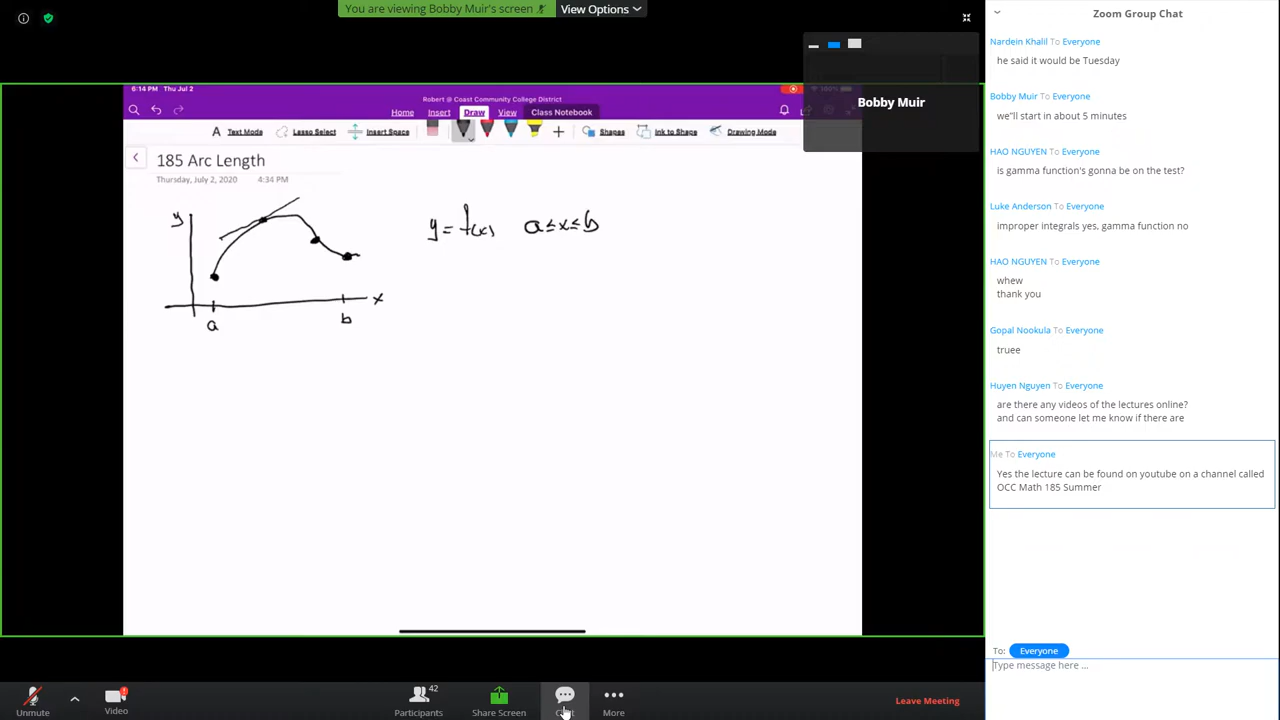 You are viewing Bobby Muir's screen
View Options
Zoom Group Chat
Nardein Khalil To Everyone
he said it would be Tuesday
Bobby Muir To Everyone
we"ll start in about 5 minutes
HAO NGUYEN To Everyone
is gamma function's gonna be on the test?
Luke Anderson To Everyone
improper integrals yes, gamma function no
HAO NGUYEN To Everyone
whew
thank you
Gopal Nookula To Everyone
truee
Huyen Nguyen To Everyone
are there any videos of the lectures online?
and can someone let me know if there are
Me To Everyone
Yes the lecture can be found on youtube on a channel called
OCC Math 185 Summer
To: Everyone
Type message here ...
Bobby Muir
6:14 PM Thu Jul 2
100%
Robert @ Coast Community College District
Home Insert Draw View Class Notebook
Text Mode Lasso Select Insert Space Shapes Ink to Shape Drawing Mode
185 Arc Length
Thursday, July 2, 2020 4:34 PM
y
y = f(x) a ≤ x ≤ b
x
a b
42
Unmute Video Participants Share Screen Chat More Leave Meeting